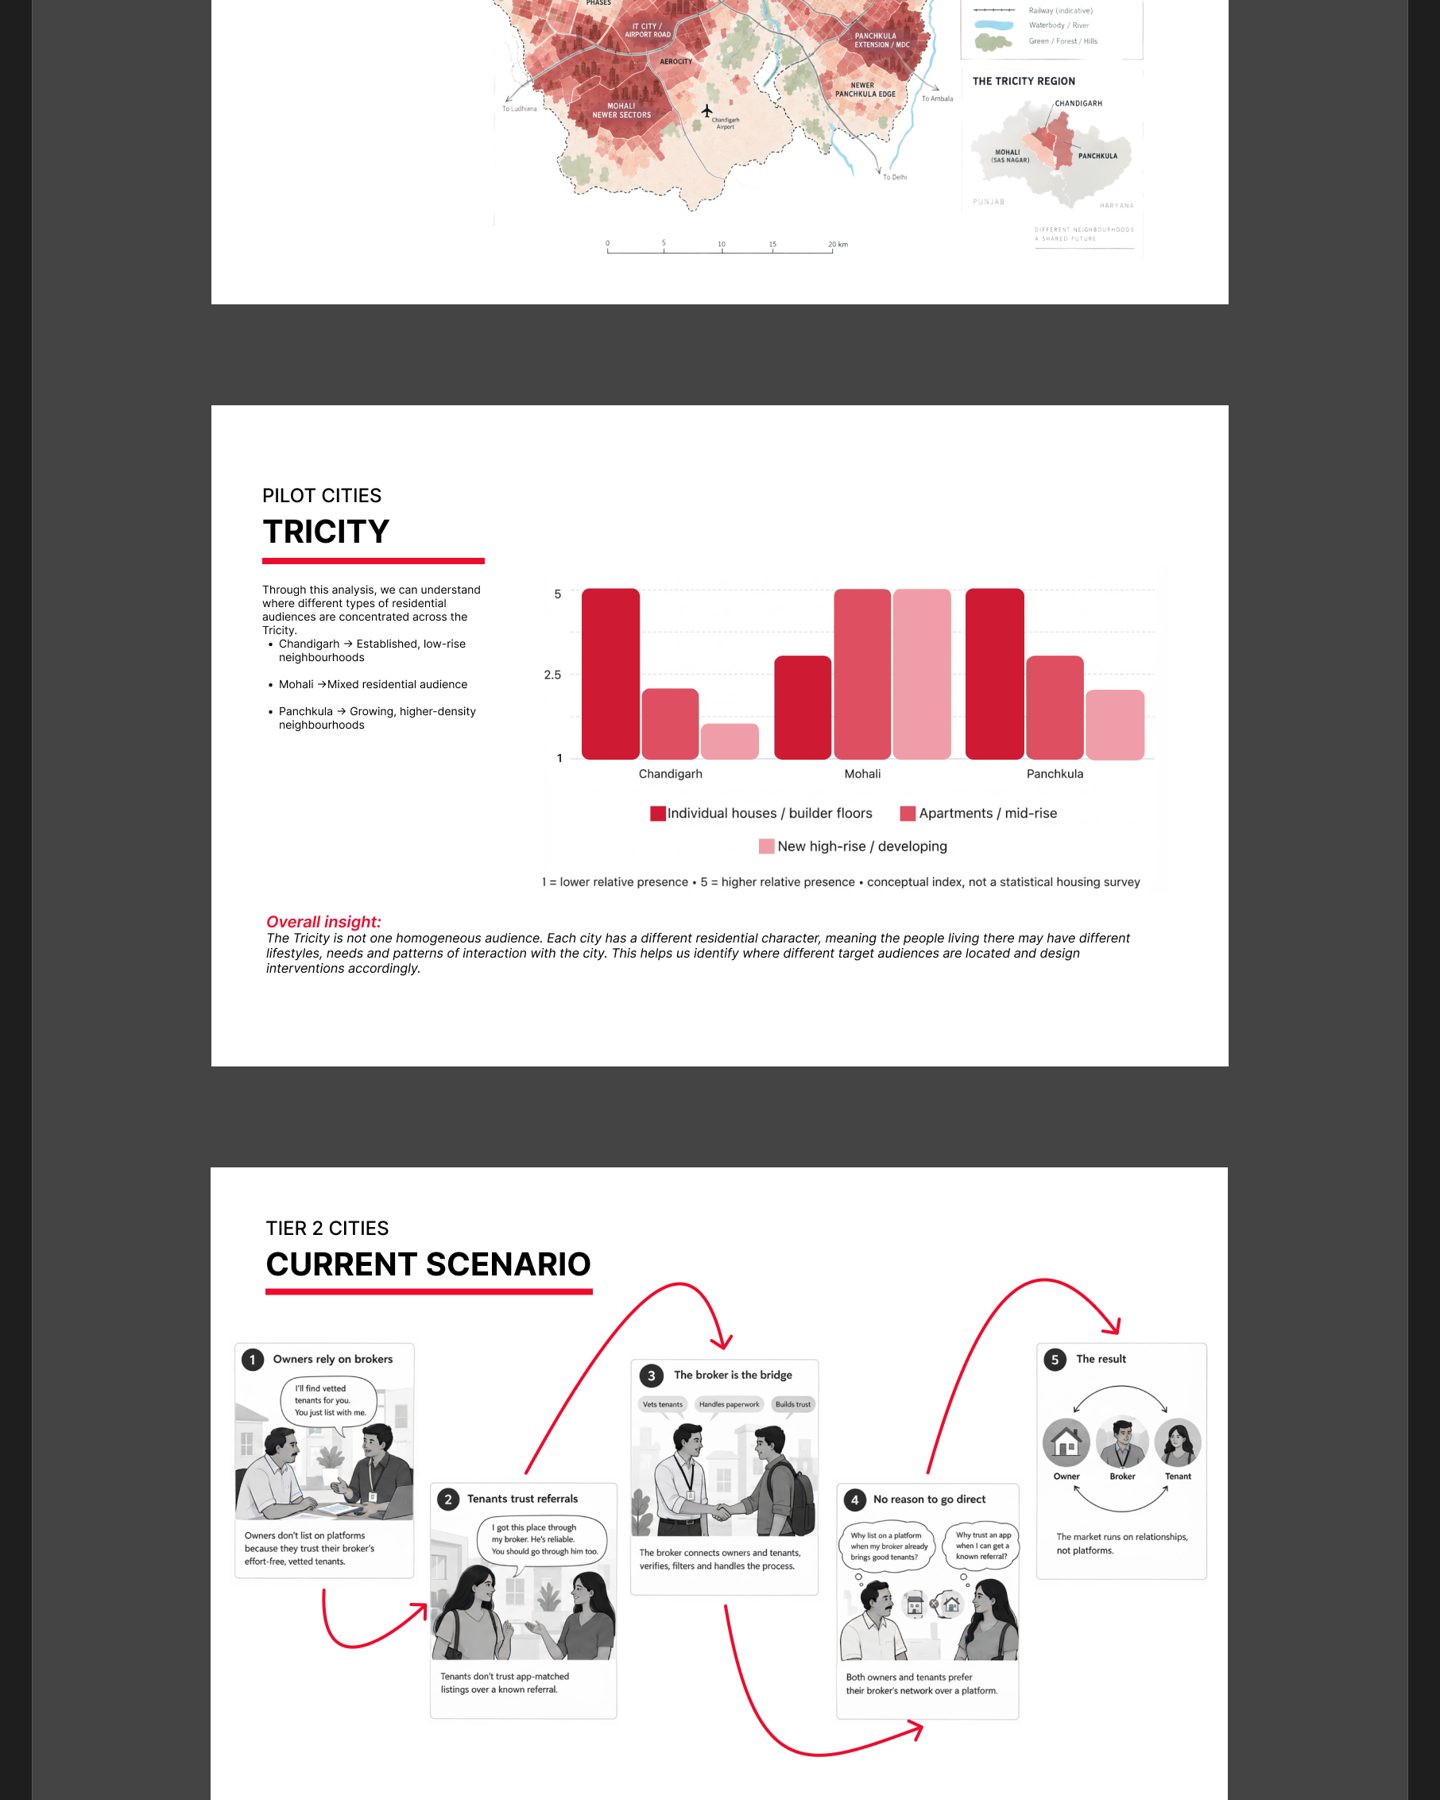 PHASES
IT CITY /
AIRPORT ROAD
AEROCITY
MOHALI
NEWER SECTORS
To Ludhiana
Chandigarh
Airport
PANCHKULA
EXTENSION / MDC
NEWER
PANCHKULA EDGE
To Ambala
To Delhi
0 5 10 15 20 km
Railway (indicative)
Waterbody / River
Green / Forest / Hills
THE TRICITY REGION
CHANDIGARH
MOHALI
(SAS NAGAR)
PANCHKULA
PUNJAB
HARYANA
DIFFERENT NEIGHBOURHOODS
A SHARED FUTURE
PILOT CITIES
TRICITY
Through this analysis, we can understand
where different types of residential
audiences are concentrated across the
Tricity.
• Chandigarh → Established, low-rise
neighbourhoods
• Mohali →Mixed residential audience
• Panchkula → Growing, higher-density
neighbourhoods
5
2.5
1
Chandigarh
Mohali
Panchkula
Individual houses / builder floors
Apartments / mid-rise
New high-rise / developing
1 = lower relative presence • 5 = higher relative presence • conceptual index, not a statistical housing survey
Overall insight:
The Tricity is not one homogeneous audience. Each city has a different residential character, meaning the people living there may have different
lifestyles, needs and patterns of interaction with the city. This helps us identify where different target audiences are located and design
interventions accordingly.
TIER 2 CITIES
CURRENT SCENARIO
1 Owners rely on brokers
I'll find vetted
tenants for you.
You just list with me.
Owners don't list on platforms
because they trust their broker's
effort-free, vetted tenants.
2 Tenants trust referrals
I got this place through
my broker. He's reliable.
You should go through him too.
Tenants don't trust app-matched
listings over a known referral.
3 The broker is the bridge
Vets tenants
Handles paperwork
Builds trust
The broker connects owners and tenants,
verifies, filters and handles the process.
4 No reason to go direct
Why list on a platform
when my broker already
brings good tenants?
Why trust an app
when I can get a
known referral?
Both owners and tenants prefer
their broker's network over a platform.
5 The result
Owner
Broker
Tenant
The market runs on relationships,
not platforms.